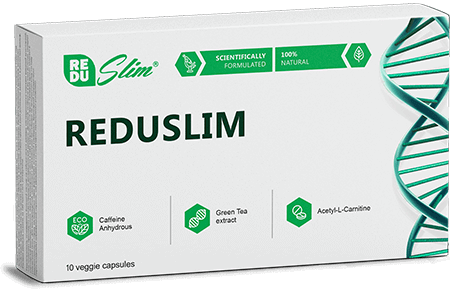 RE
DU
Slim®
SCIENTIFICALLY
FORMULATED
100%
NATURAL
REDUSLIM
ECO
Caffeine
Anhydrous
Green Tea
extract
Acetyl-L-Carnitine
10 veggie capsules